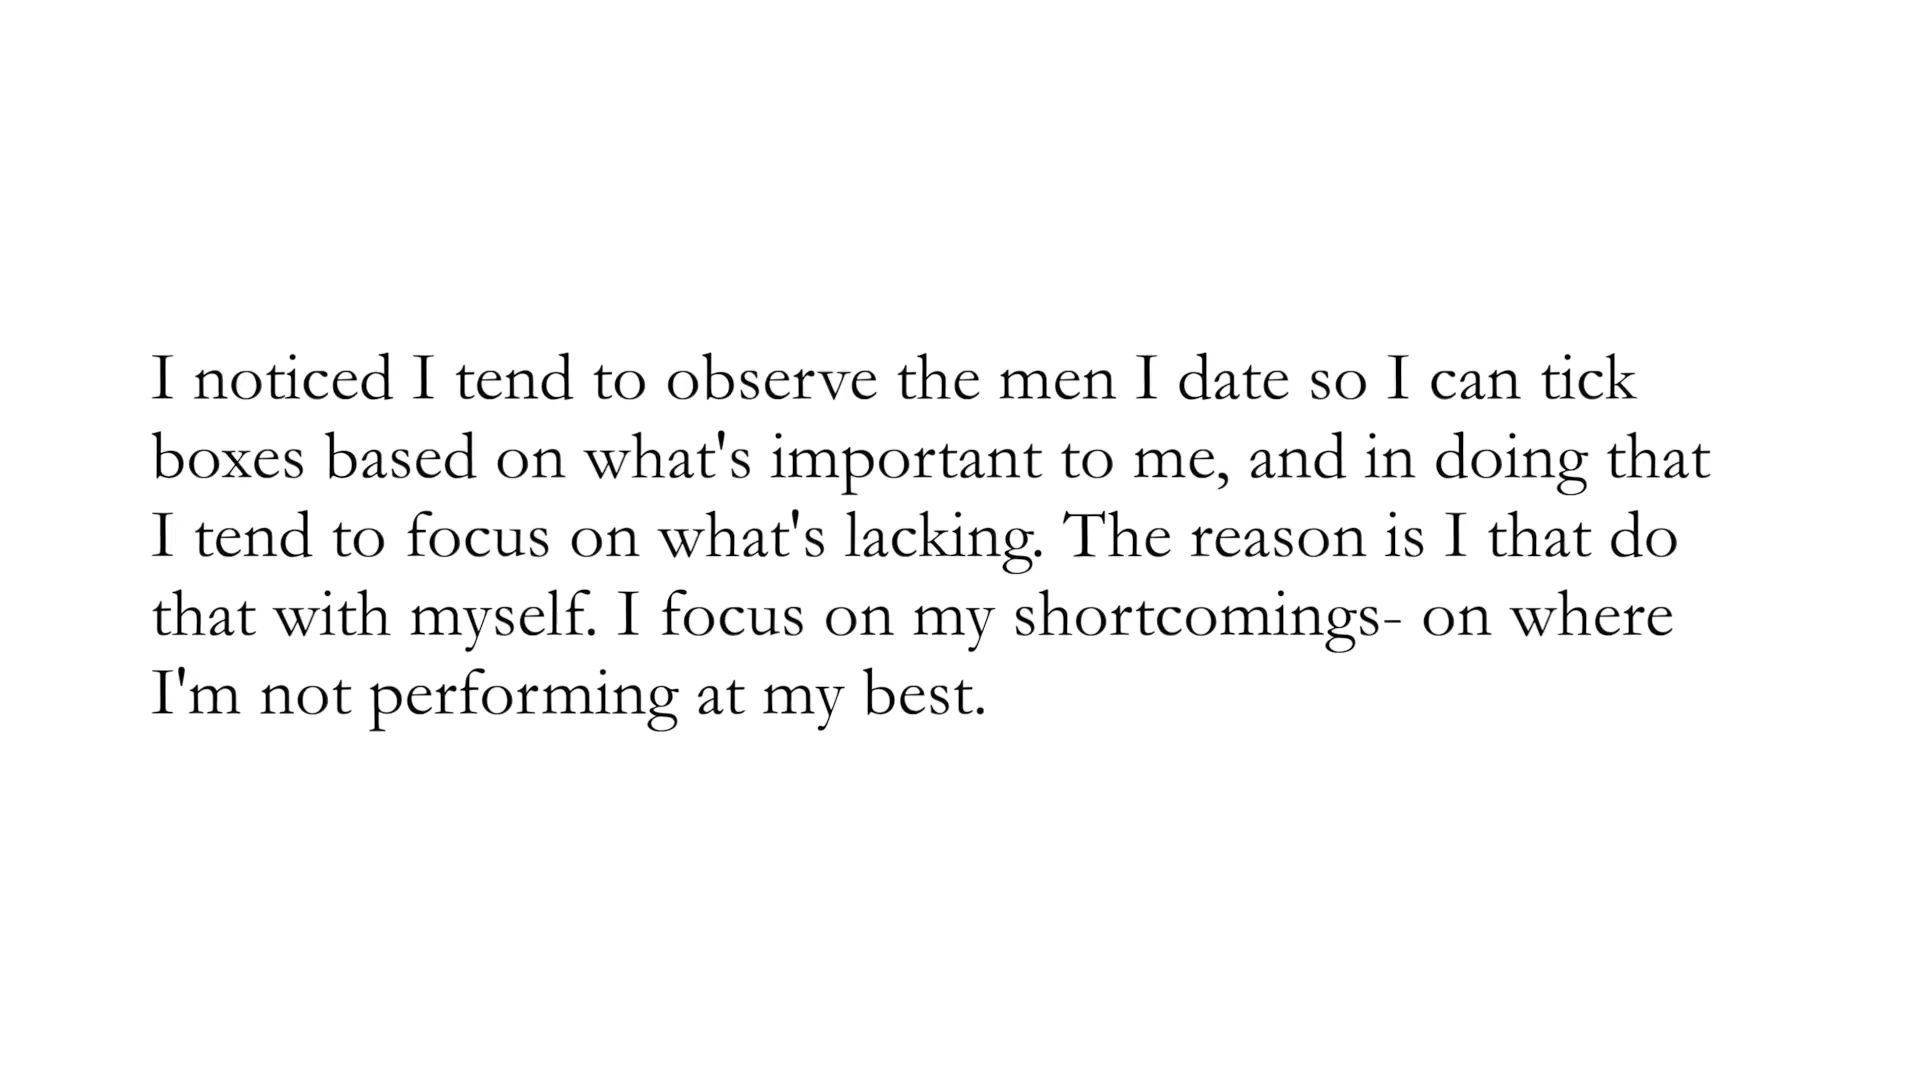 I noticed I tend to observe the men I date so I can tick
boxes based on what's important to me, and in doing that
I tend to focus on what's lacking. The reason is I that do
that with myself. I focus on my shortcomings- on where
I'm not performing at my best.